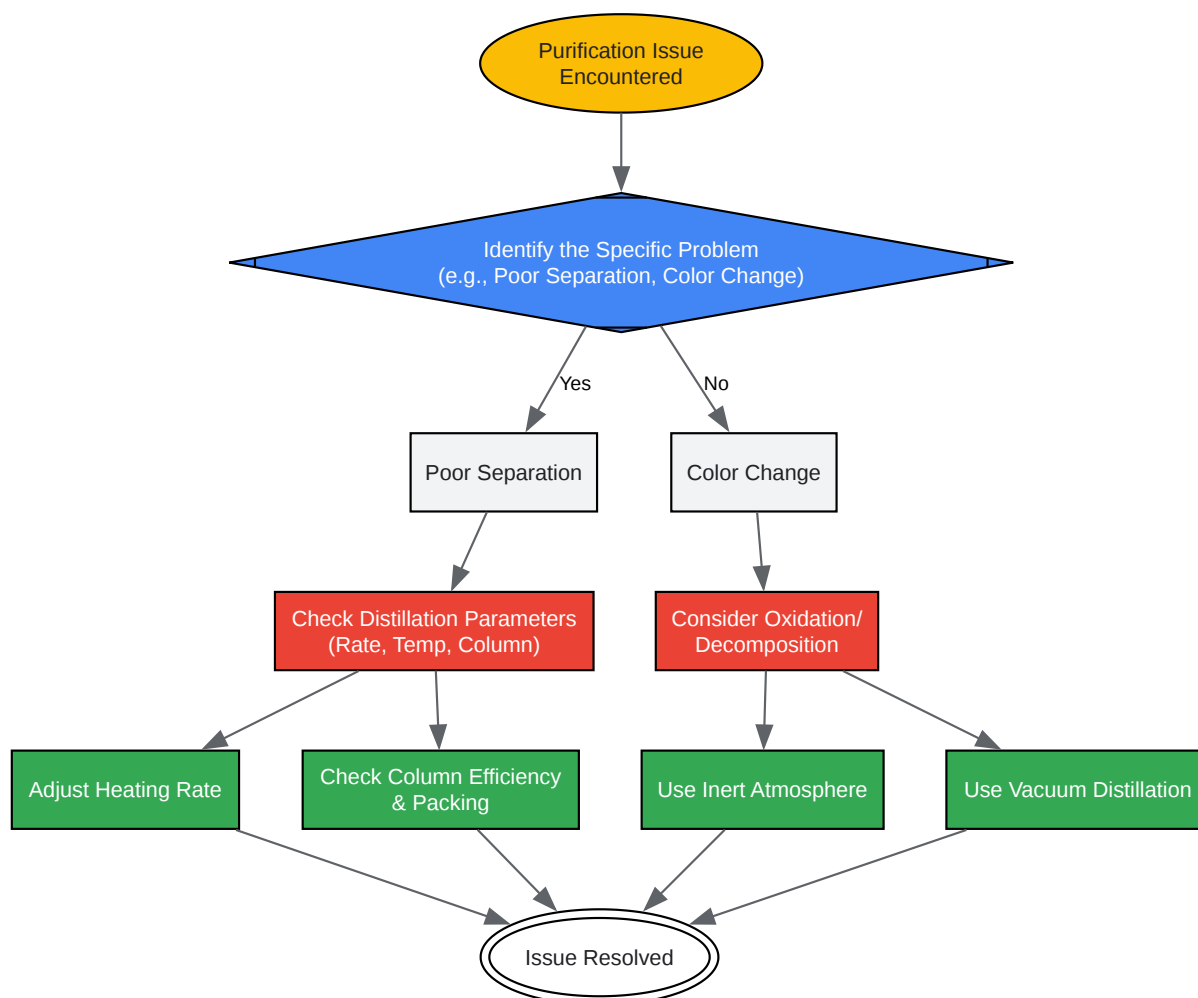 Purification Issue
Encountered
Identify the Specific Problem
(e.g., Poor Separation, Color Change)
Yes
No
Poor Separation
Color Change
Check Distillation Parameters
(Rate, Temp, Column)
Consider Oxidation/
Decomposition
Adjust Heating Rate
Check Column Efficiency
& Packing
Use Inert Atmosphere
Use Vacuum Distillation
Issue Resolved